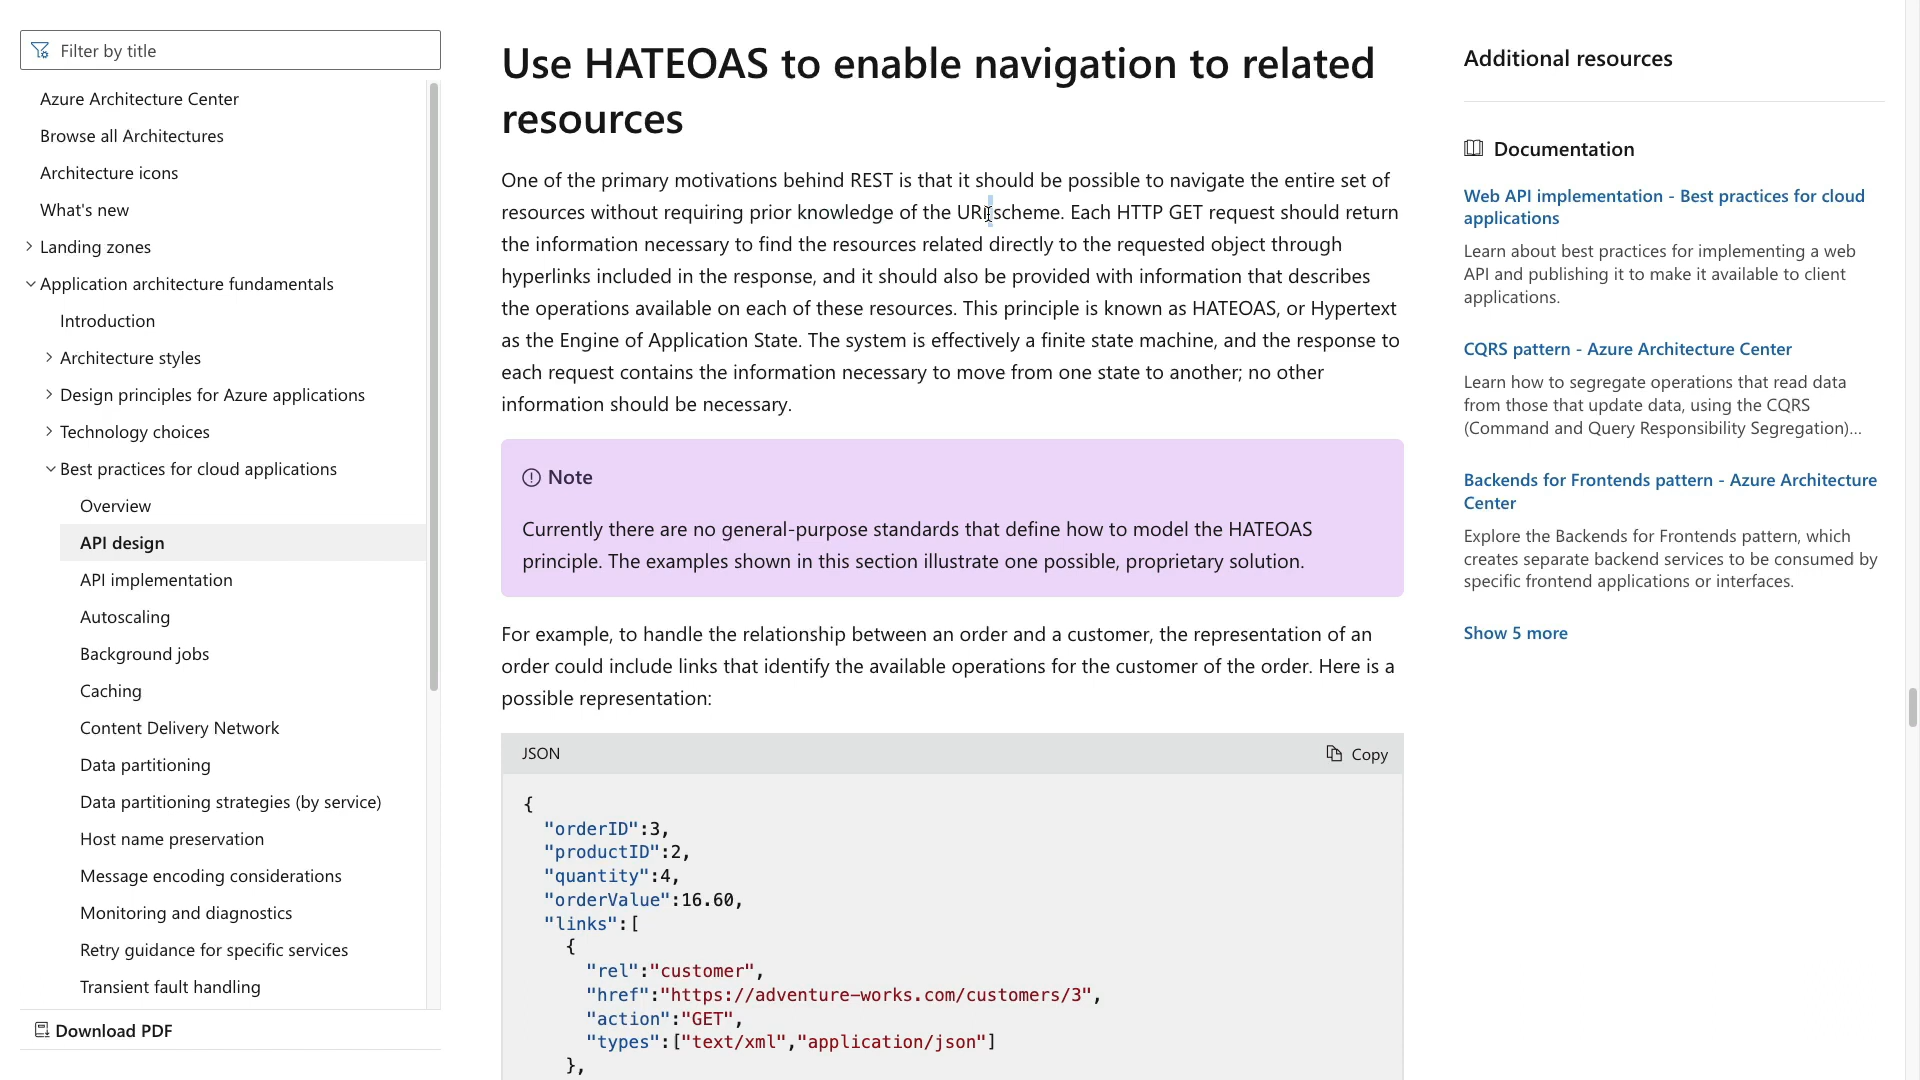 Filter by title
Azure Architecture Center
Browse all Architectures
Architecture icons
What's new
Landing zones
Application architecture fundamentals
Introduction
Architecture styles
Design principles for Azure applications
Technology choices
Best practices for cloud applications
Overview
API design
API implementation
Autoscaling
Background jobs
Caching
Content Delivery Network
Data partitioning
Data partitioning strategies (by service)
Host name preservation
Message encoding considerations
Monitoring and diagnostics
Retry guidance for specific services
Transient fault handling
Download PDF
Use HATEOAS to enable navigation to related
resources
One of the primary motivations behind REST is that it should be possible to navigate the entire set of
resources without requiring prior knowledge of the URI scheme. Each HTTP GET request should return
the information necessary to find the resources related directly to the requested object through
hyperlinks included in the response, and it should also be provided with information that describes
the operations available on each of these resources. This principle is known as HATEOAS, or Hypertext
as the Engine of Application State. The system is effectively a finite state machine, and the response to
each request contains the information necessary to move from one state to another; no other
information should be necessary.
Note
Currently there are no general-purpose standards that define how to model the HATEOAS
principle. The examples shown in this section illustrate one possible, proprietary solution.
For example, to handle the relationship between an order and a customer, the representation of an
order could include links that identify the available operations for the customer of the order. Here is a
possible representation:
JSON
Copy
{
"orderID":3,
"productID":2,
"quantity":4,
"orderValue":16.60,
"links":[
{
"rel":"customer",
"href":"https://adventure-works.com/customers/3",
"action":"GET",
"types":["text/xml","application/json"]
},
Additional resources
Documentation
Web API implementation - Best practices for cloud
applications
Learn about best practices for implementing a web
API and publishing it to make it available to client
applications.
CQRS pattern - Azure Architecture Center
Learn how to segregate operations that read data
from those that update data, using the CQRS
(Command and Query Responsibility Segregation)...
Backends for Frontends pattern - Azure Architecture
Center
Explore the Backends for Frontends pattern, which
creates separate backend services to be consumed by
specific frontend applications or interfaces.
Show 5 more